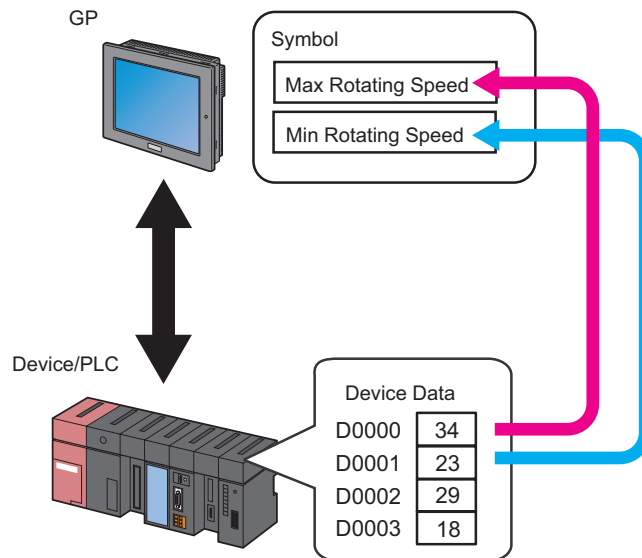 GP
Symbol
Max Rotating Speed
Min Rotating Speed
Device/PLC
Device Data
D0000 34
D0001 23
D0002 29
D0003 18